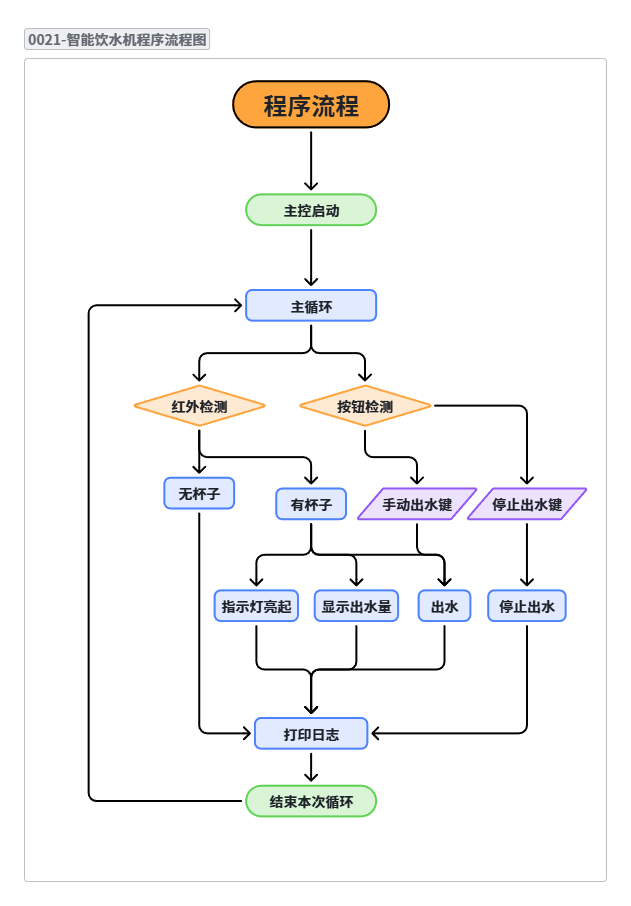 0021-智能饮水机程序流程图
程序流程
主控启动
主循环
红外检测
按钮检测
无杯子
有杯子
手动出水键
停止出水键
指示灯亮起
显示出水量
出水
停止出水
打印日志
结束本次循环